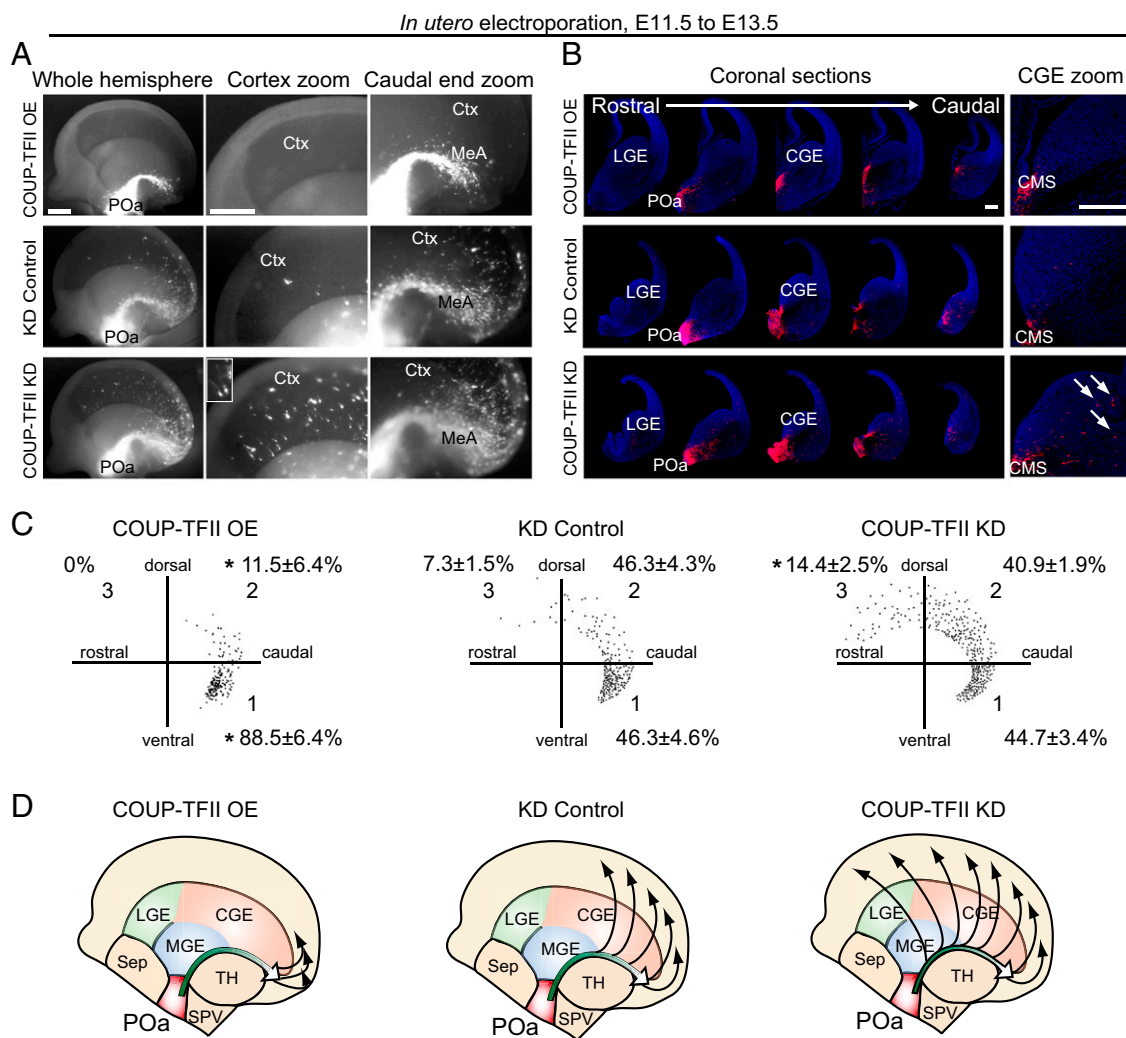 In utero electroporation, E11.5 to E13.5
A
Whole hemisphere Cortex zoom Caudal end zoom
COUP-TFII OE
POa
Ctx
Ctx
MeA
KD Control
POa
Ctx
Ctx
MeA
COUP-TFII KD
POa
Ctx
Ctx
MeA
B
Coronal sections CGE zoom
COUP-TFII OE
Rostral Caudal
LGE
CGE
POa
CMS
KD Control
LGE
CGE
POa
CMS
COUP-TFII KD
LGE
CGE
POa
CMS
C
COUP-TFII OE
0% dorsal * 11.5±6.4%
3 2
rostral caudal
1
ventral * 88.5±6.4%
KD Control
7.3±1.5% dorsal 46.3±4.3%
3 2
rostral caudal
1
ventral 46.3±4.6%
COUP-TFII KD
* 14.4±2.5% dorsal 40.9±1.9%
3 2
rostral caudal
1
ventral 44.7±3.4%
D
COUP-TFII OE
LGE CGE
MGE
Sep
TH
SPV
POa
KD Control
LGE CGE
MGE
Sep
TH
SPV
POa
COUP-TFII KD
LGE CGE
MGE
Sep
TH
SPV
POa